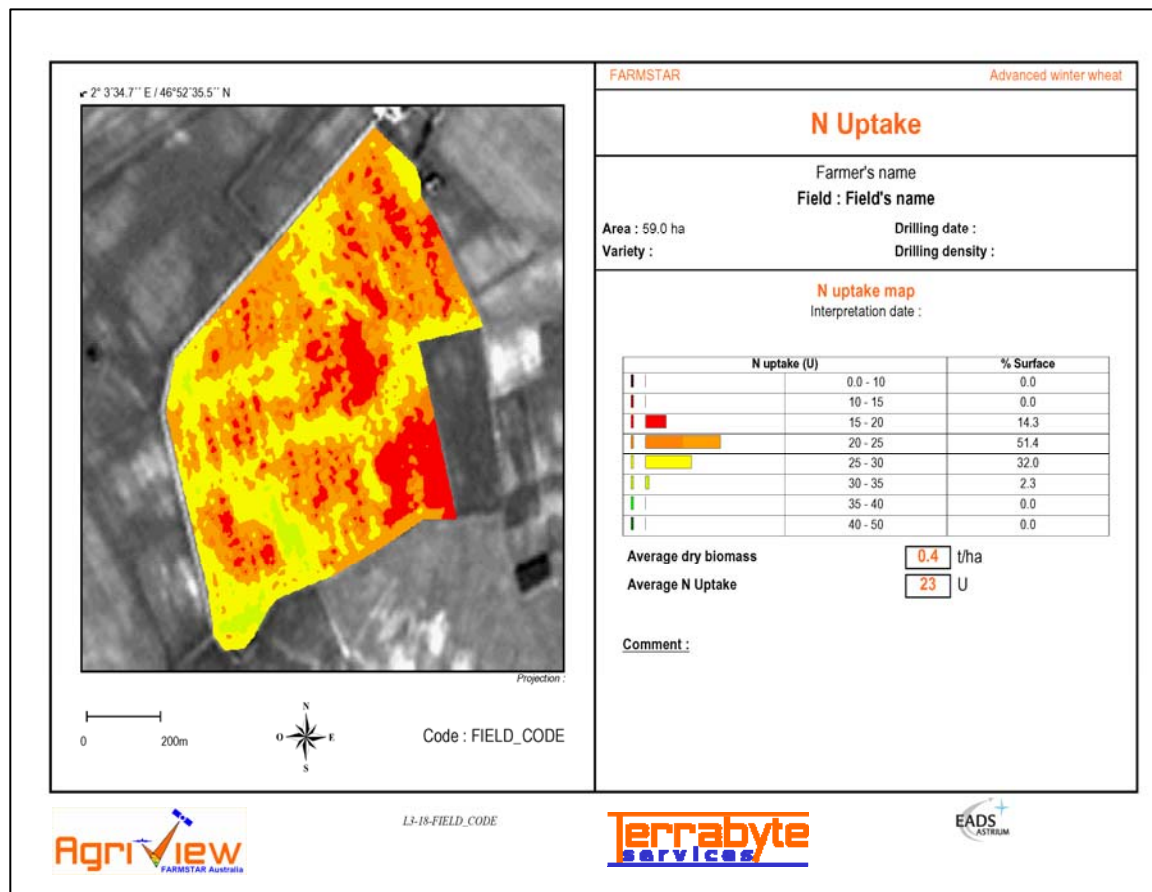 2° 3'34.7'' E / 46°52'35.5'' N
Projection :
0 200m
N
O E
S
Code : FIELD_CODE
FARMSTAR Advanced winter wheat
N Uptake
Farmer's name
Field : Field's name
Area : 59.0 ha Drilling date :
Variety : Drilling density :
N uptake map
Interpretation date :
N uptake (U) % Surface
0.0 - 10 0.0
10 - 15 0.0
15 - 20 14.3
20 - 25 51.4
25 - 30 32.0
30 - 35 2.3
35 - 40 0.0
40 - 50 0.0
Average dry biomass 0.4 t/ha
Average N Uptake 23 U
Comment :
AgriView
FARMSTAR Australia
L3-18-FIELD_CODE
Terrabyte
services
EADS
ASTRIUM